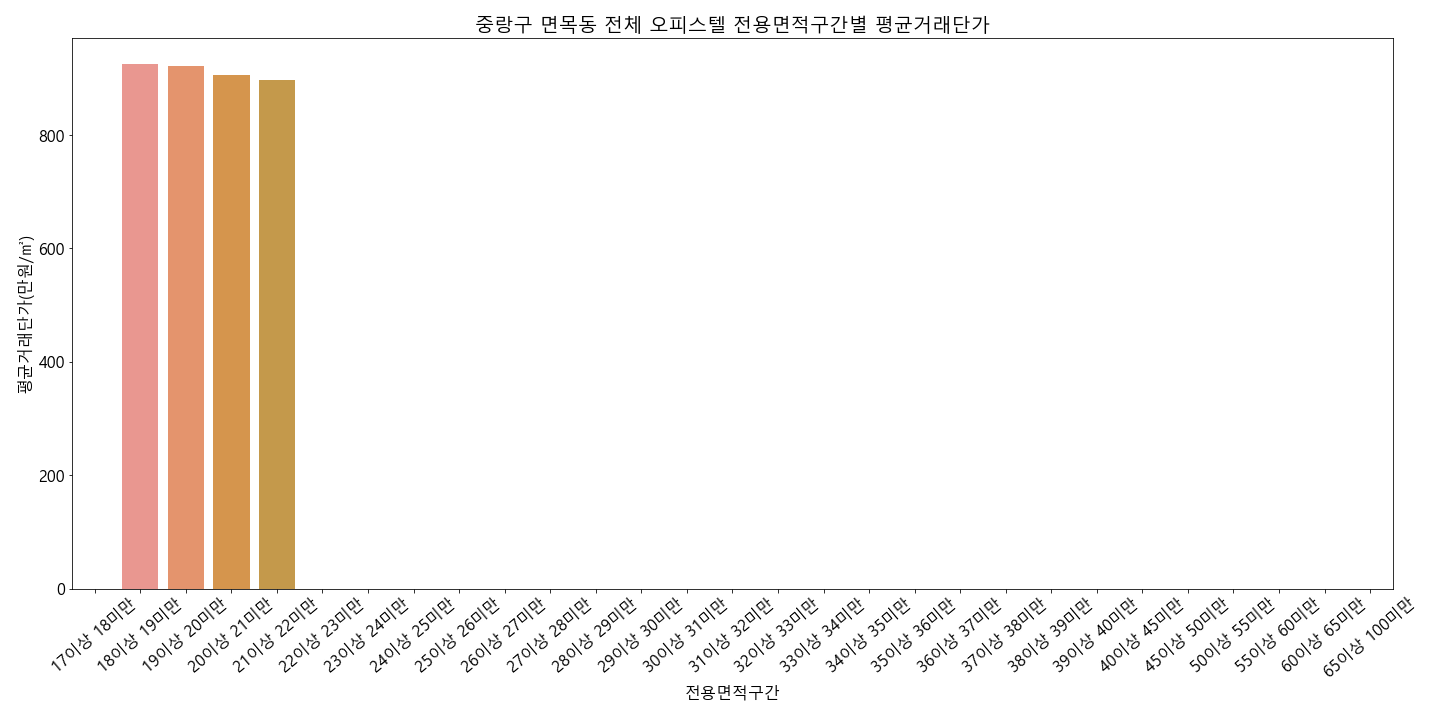 중랑구 면목동 전체 오피스텔 전용면적구간별 평균거래단가
평균거래단가(만원/㎡)
800
600
400
200
0
17이상 18미만
18이상 19미만
19이상 20미만
20이상 21미만
21이상 22미만
22이상 23미만
23이상 24미만
24이상 25미만
25이상 26미만
26이상 27미만
27이상 28미만
28이상 29미만
29이상 30미만
30이상 31미만
31이상 32미만
32이상 33미만
33이상 34미만
34이상 35미만
35이상 36미만
36이상 37미만
37이상 38미만
38이상 39미만
39이상 40미만
40이상 45미만
45이상 50미만
50이상 55미만
55이상 60미만
60이상 65미만
65이상 100미만
전용면적구간